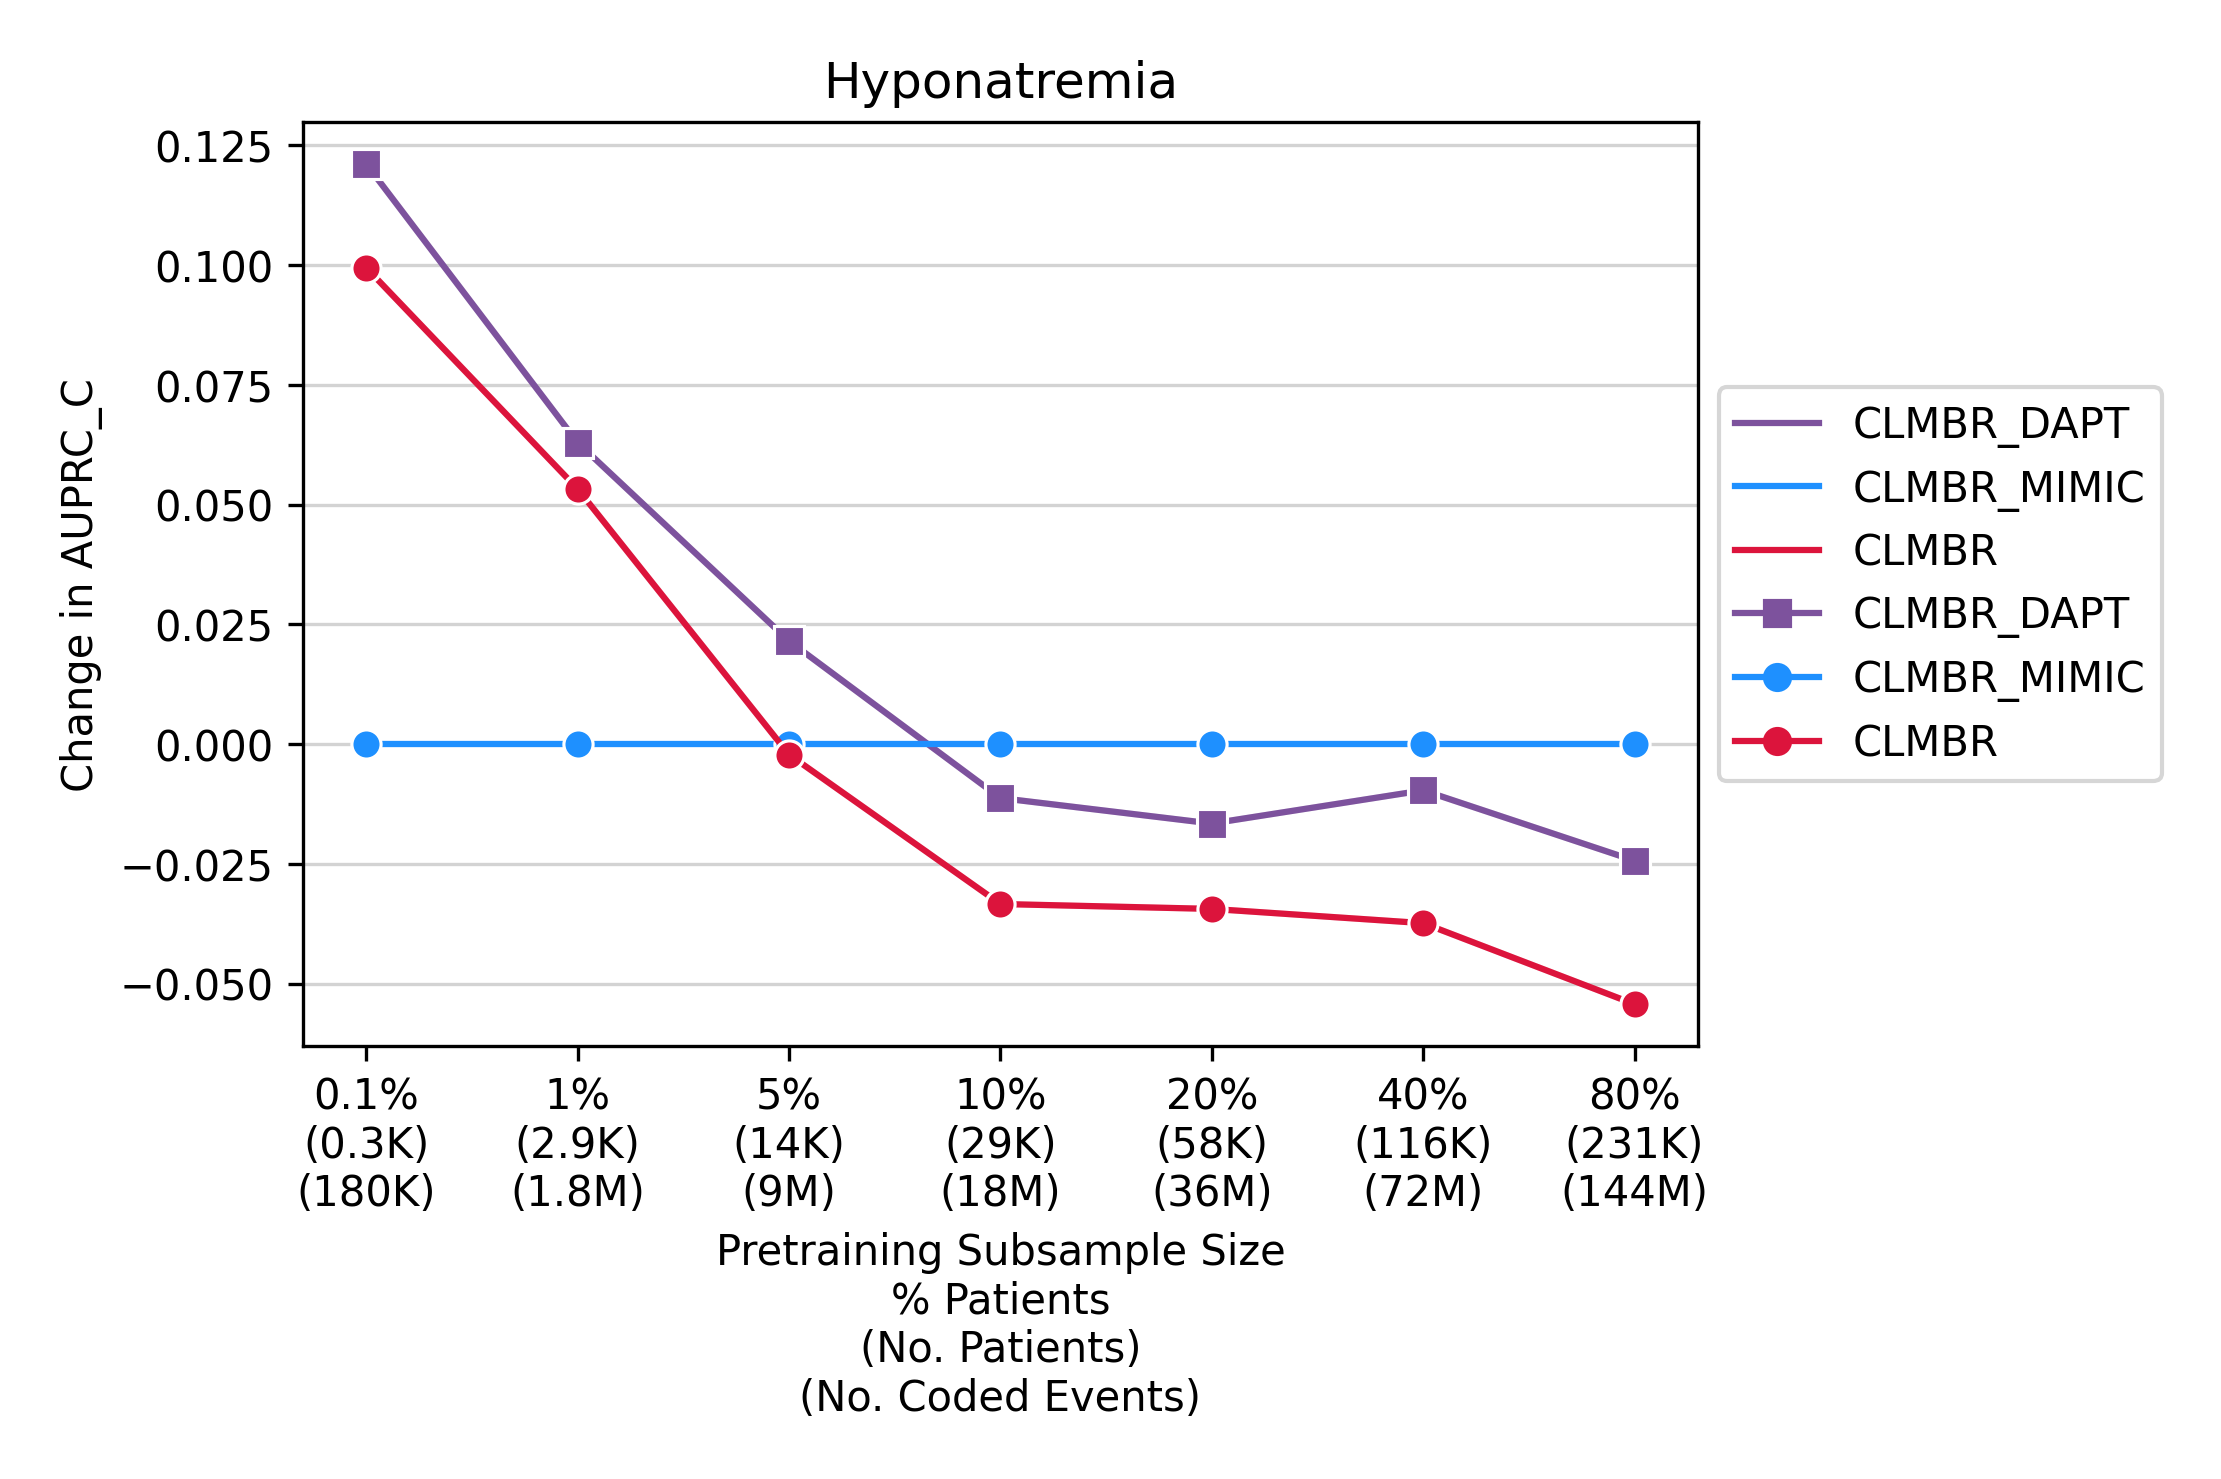 Hyponatremia
Change in AUPRC_C
0.125
0.100
0.075
0.050
0.025
0.000
−0.025
−0.050
0.1% 1% 5% 10% 20% 40% 80%
(0.3K) (2.9K) (14K) (29K) (58K) (116K) (231K)
(180K) (1.8M) (9M) (18M) (36M) (72M) (144M)
Pretraining Subsample Size
% Patients
(No. Patients)
(No. Coded Events)
CLMBR_DAPT
CLMBR_MIMIC
CLMBR
CLMBR_DAPT
CLMBR_MIMIC
CLMBR